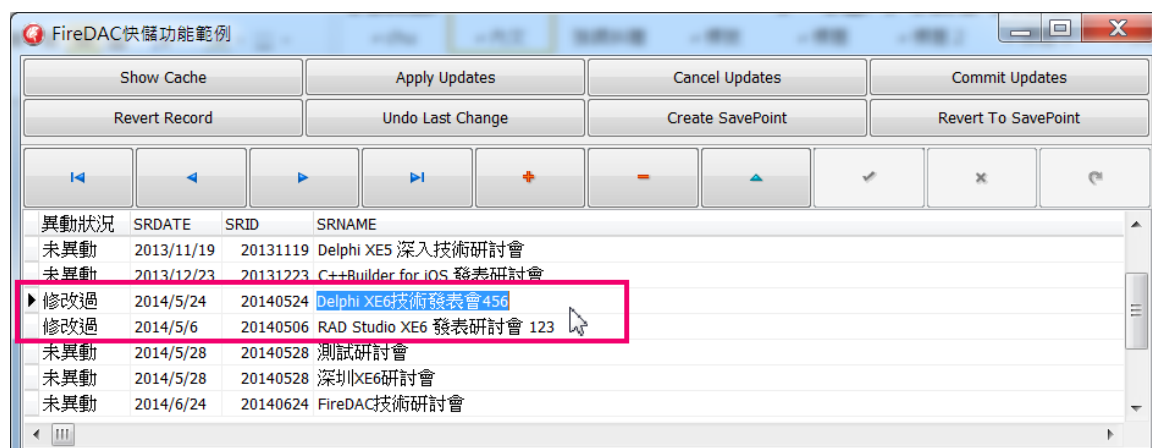 FireDAC快儲功能範例
Show Cache Apply Updates Cancel Updates Commit Updates
Revert Record Undo Last Change Create SavePoint Revert To SavePoint
異動狀況 SRDATE SRID SRNAME
未異動 2013/11/19 20131119 Delphi XE5 深入技術研討會
未異動 2013/12/23 20131223 C++Builder for iOS 發表研討會
修改過 2014/5/24 20140524 Delphi XE6技術發表會456
修改過 2014/5/6 20140506 RAD Studio XE6 發表研討會 123
未異動 2014/5/28 20140528 測試研討會
未異動 2014/5/28 20140528 深圳XE6研討會
未異動 2014/6/24 20140624 FireDAC技術研討會